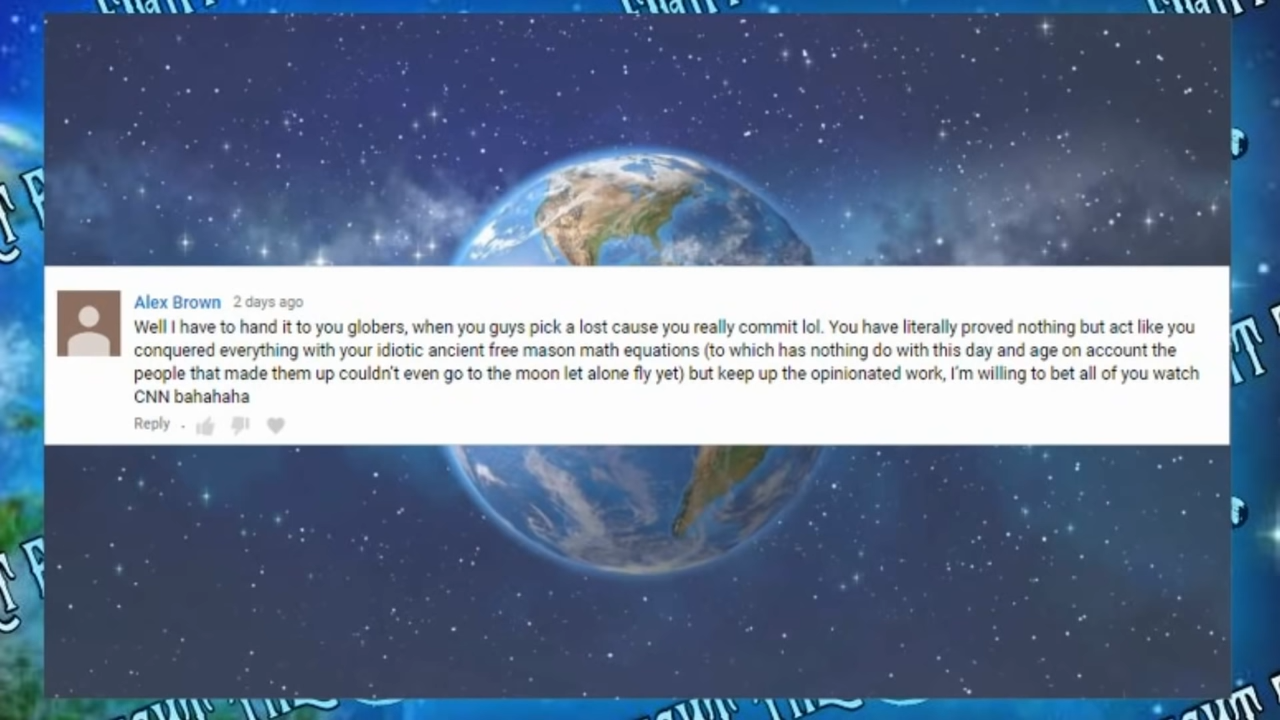 Alex Brown 2 days ago
Well I have to hand it to you globers, when you guys pick a lost cause you really commit lol. You have literally proved nothing but act like you
conquered everything with your idiotic ancient free mason math equations (to which has nothing do with this day and age on account the
people that made them up couldn't even go to the moon let alone fly yet) but keep up the opinionated work, I'm willing to bet all of you watch
CNN bahahaha
Reply .